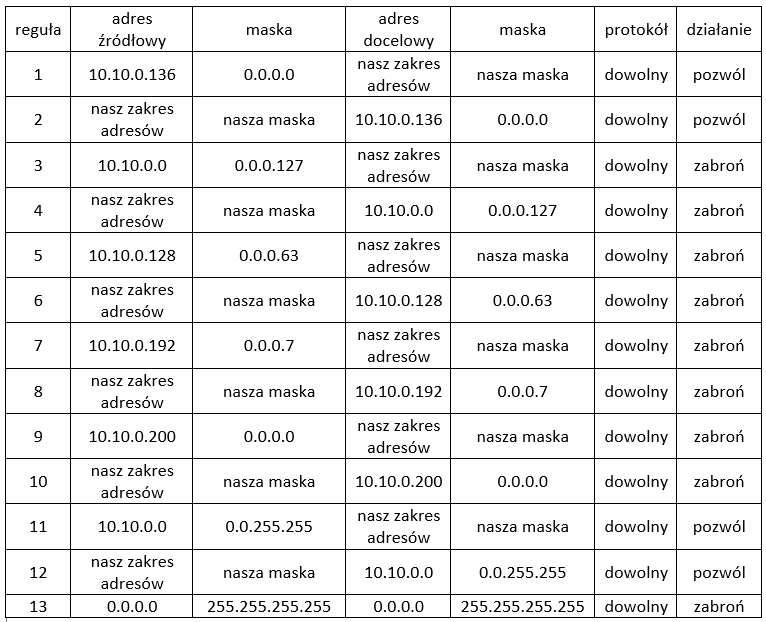 reguła adres źródłowy maska adres docelowy maska protokół działanie
1 10.10.0.136 0.0.0.0 nasz zakres adresów nasza maska dowolny pozwól
2 nasz zakres adresów nasza maska 10.10.0.136 0.0.0.0 dowolny pozwól
3 10.10.0.0 0.0.0.127 nasz zakres adresów nasza maska dowolny zabroń
4 nasz zakres adresów nasza maska 10.10.0.0 0.0.0.127 dowolny zabroń
5 10.10.0.128 0.0.0.63 nasz zakres adresów nasza maska dowolny zabroń
6 nasz zakres adresów nasza maska 10.10.0.128 0.0.0.63 dowolny zabroń
7 10.10.0.192 0.0.0.7 nasz zakres adresów nasza maska dowolny zabroń
8 nasz zakres adresów nasza maska 10.10.0.192 0.0.0.7 dowolny zabroń
9 10.10.0.200 0.0.0.0 nasz zakres adresów nasza maska dowolny zabroń
10 nasz zakres adresów nasza maska 10.10.0.200 0.0.0.0 dowolny zabroń
11 10.10.0.0 0.0.255.255 nasz zakres adresów nasza maska dowolny pozwól
12 nasz zakres adresów nasza maska 10.10.0.0 0.0.255.255 dowolny pozwól
13 0.0.0.0 255.255.255.255 0.0.0.0 255.255.255.255 dowolny zabroń